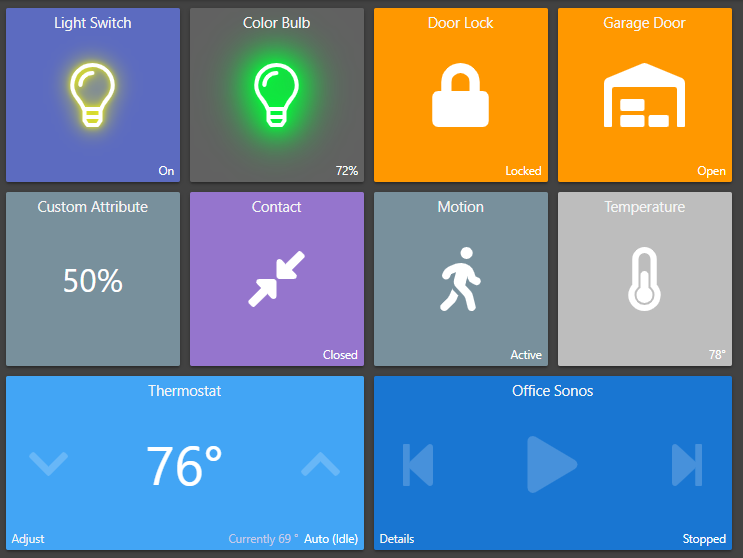 Light Switch
Color Bulb
Door Lock
Garage Door
On
72%
Locked
Open
Custom Attribute
Contact
Motion
Temperature
50%
Closed
Active
78°
Thermostat
Office Sonos
76°
Adjust
Currently 69 ° Auto (Idle)
Details
Stopped